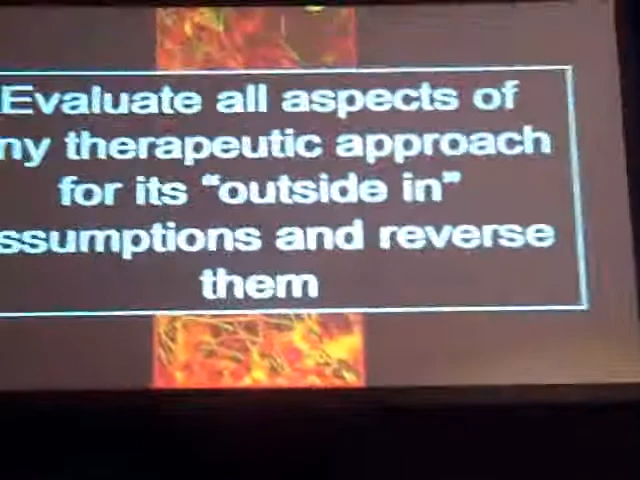 Evaluate all aspects of
ny therapeutic approach
for its “outside in”
ssumptions and reverse
them